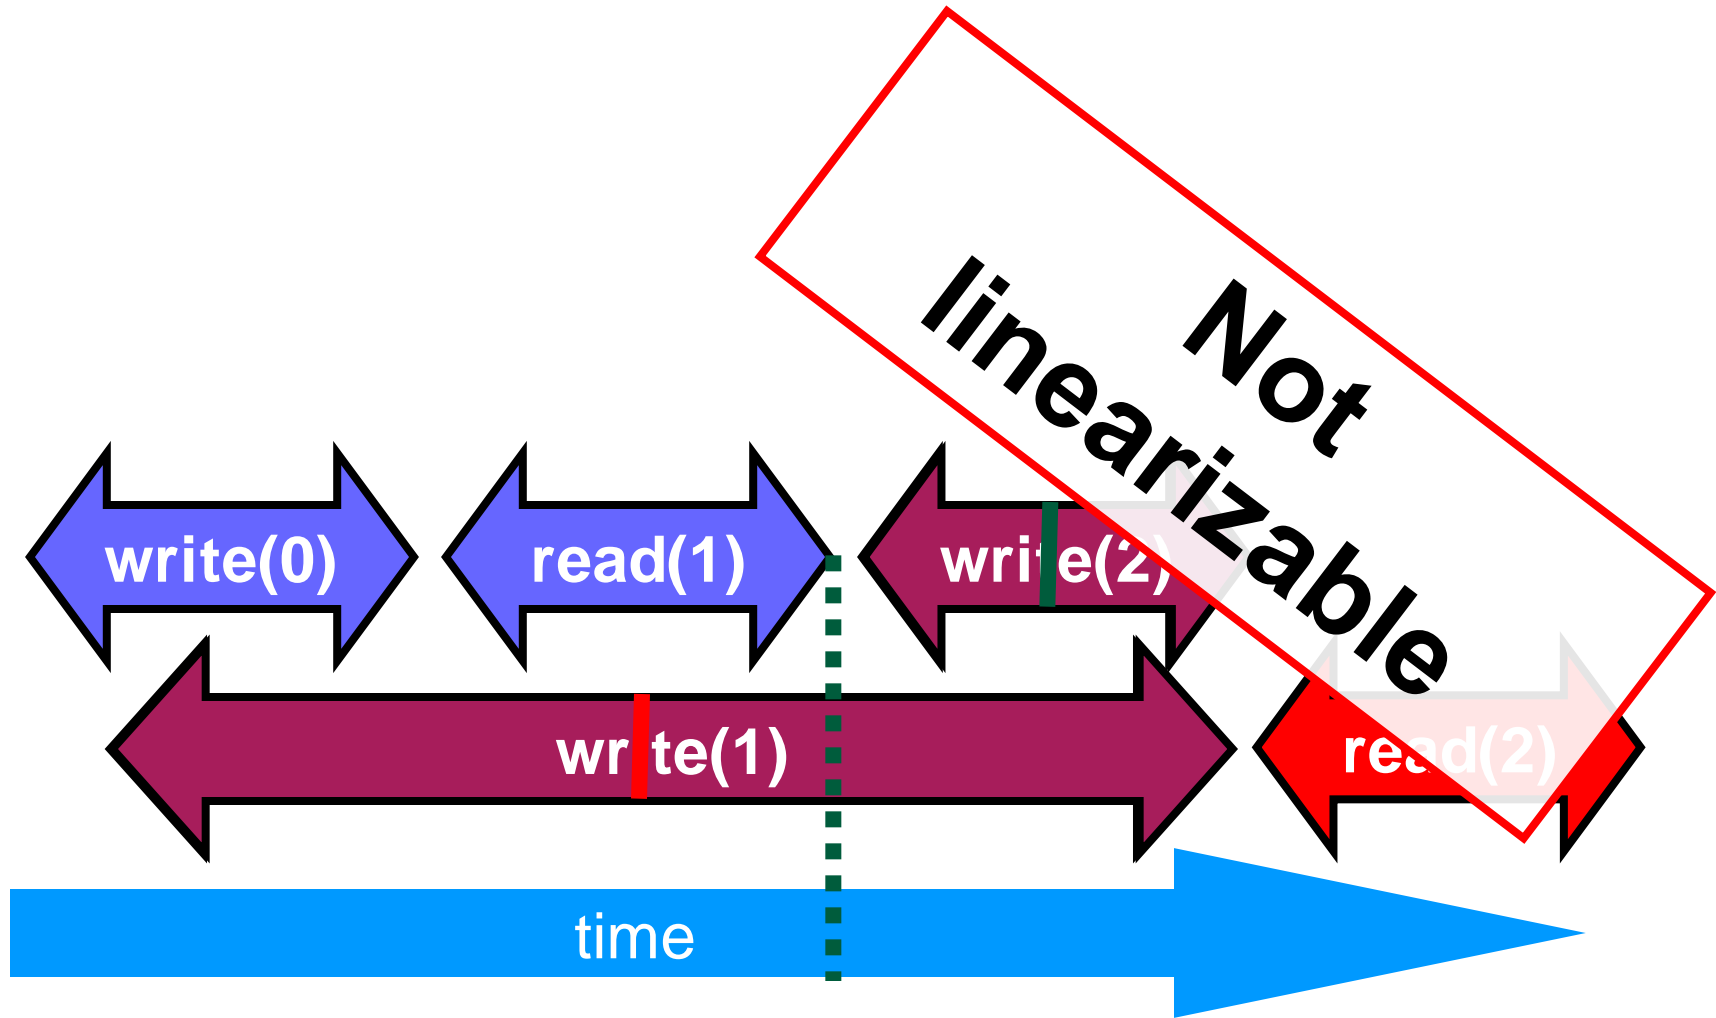 Not
linearizable
write(0)
read(1)
write(2)
write(1)
read(2)
time